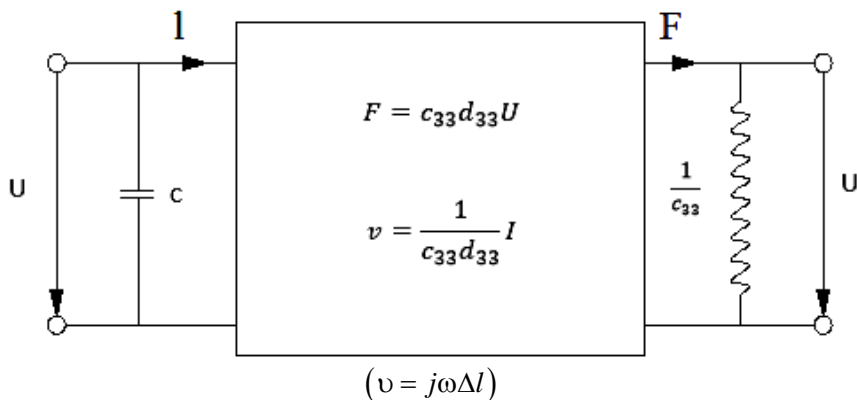 l F
F = c₃₃d₃₃U
U C 1/c₃₃ U
v = 1/(c₃₃d₃₃) I
(υ = jωΔl)